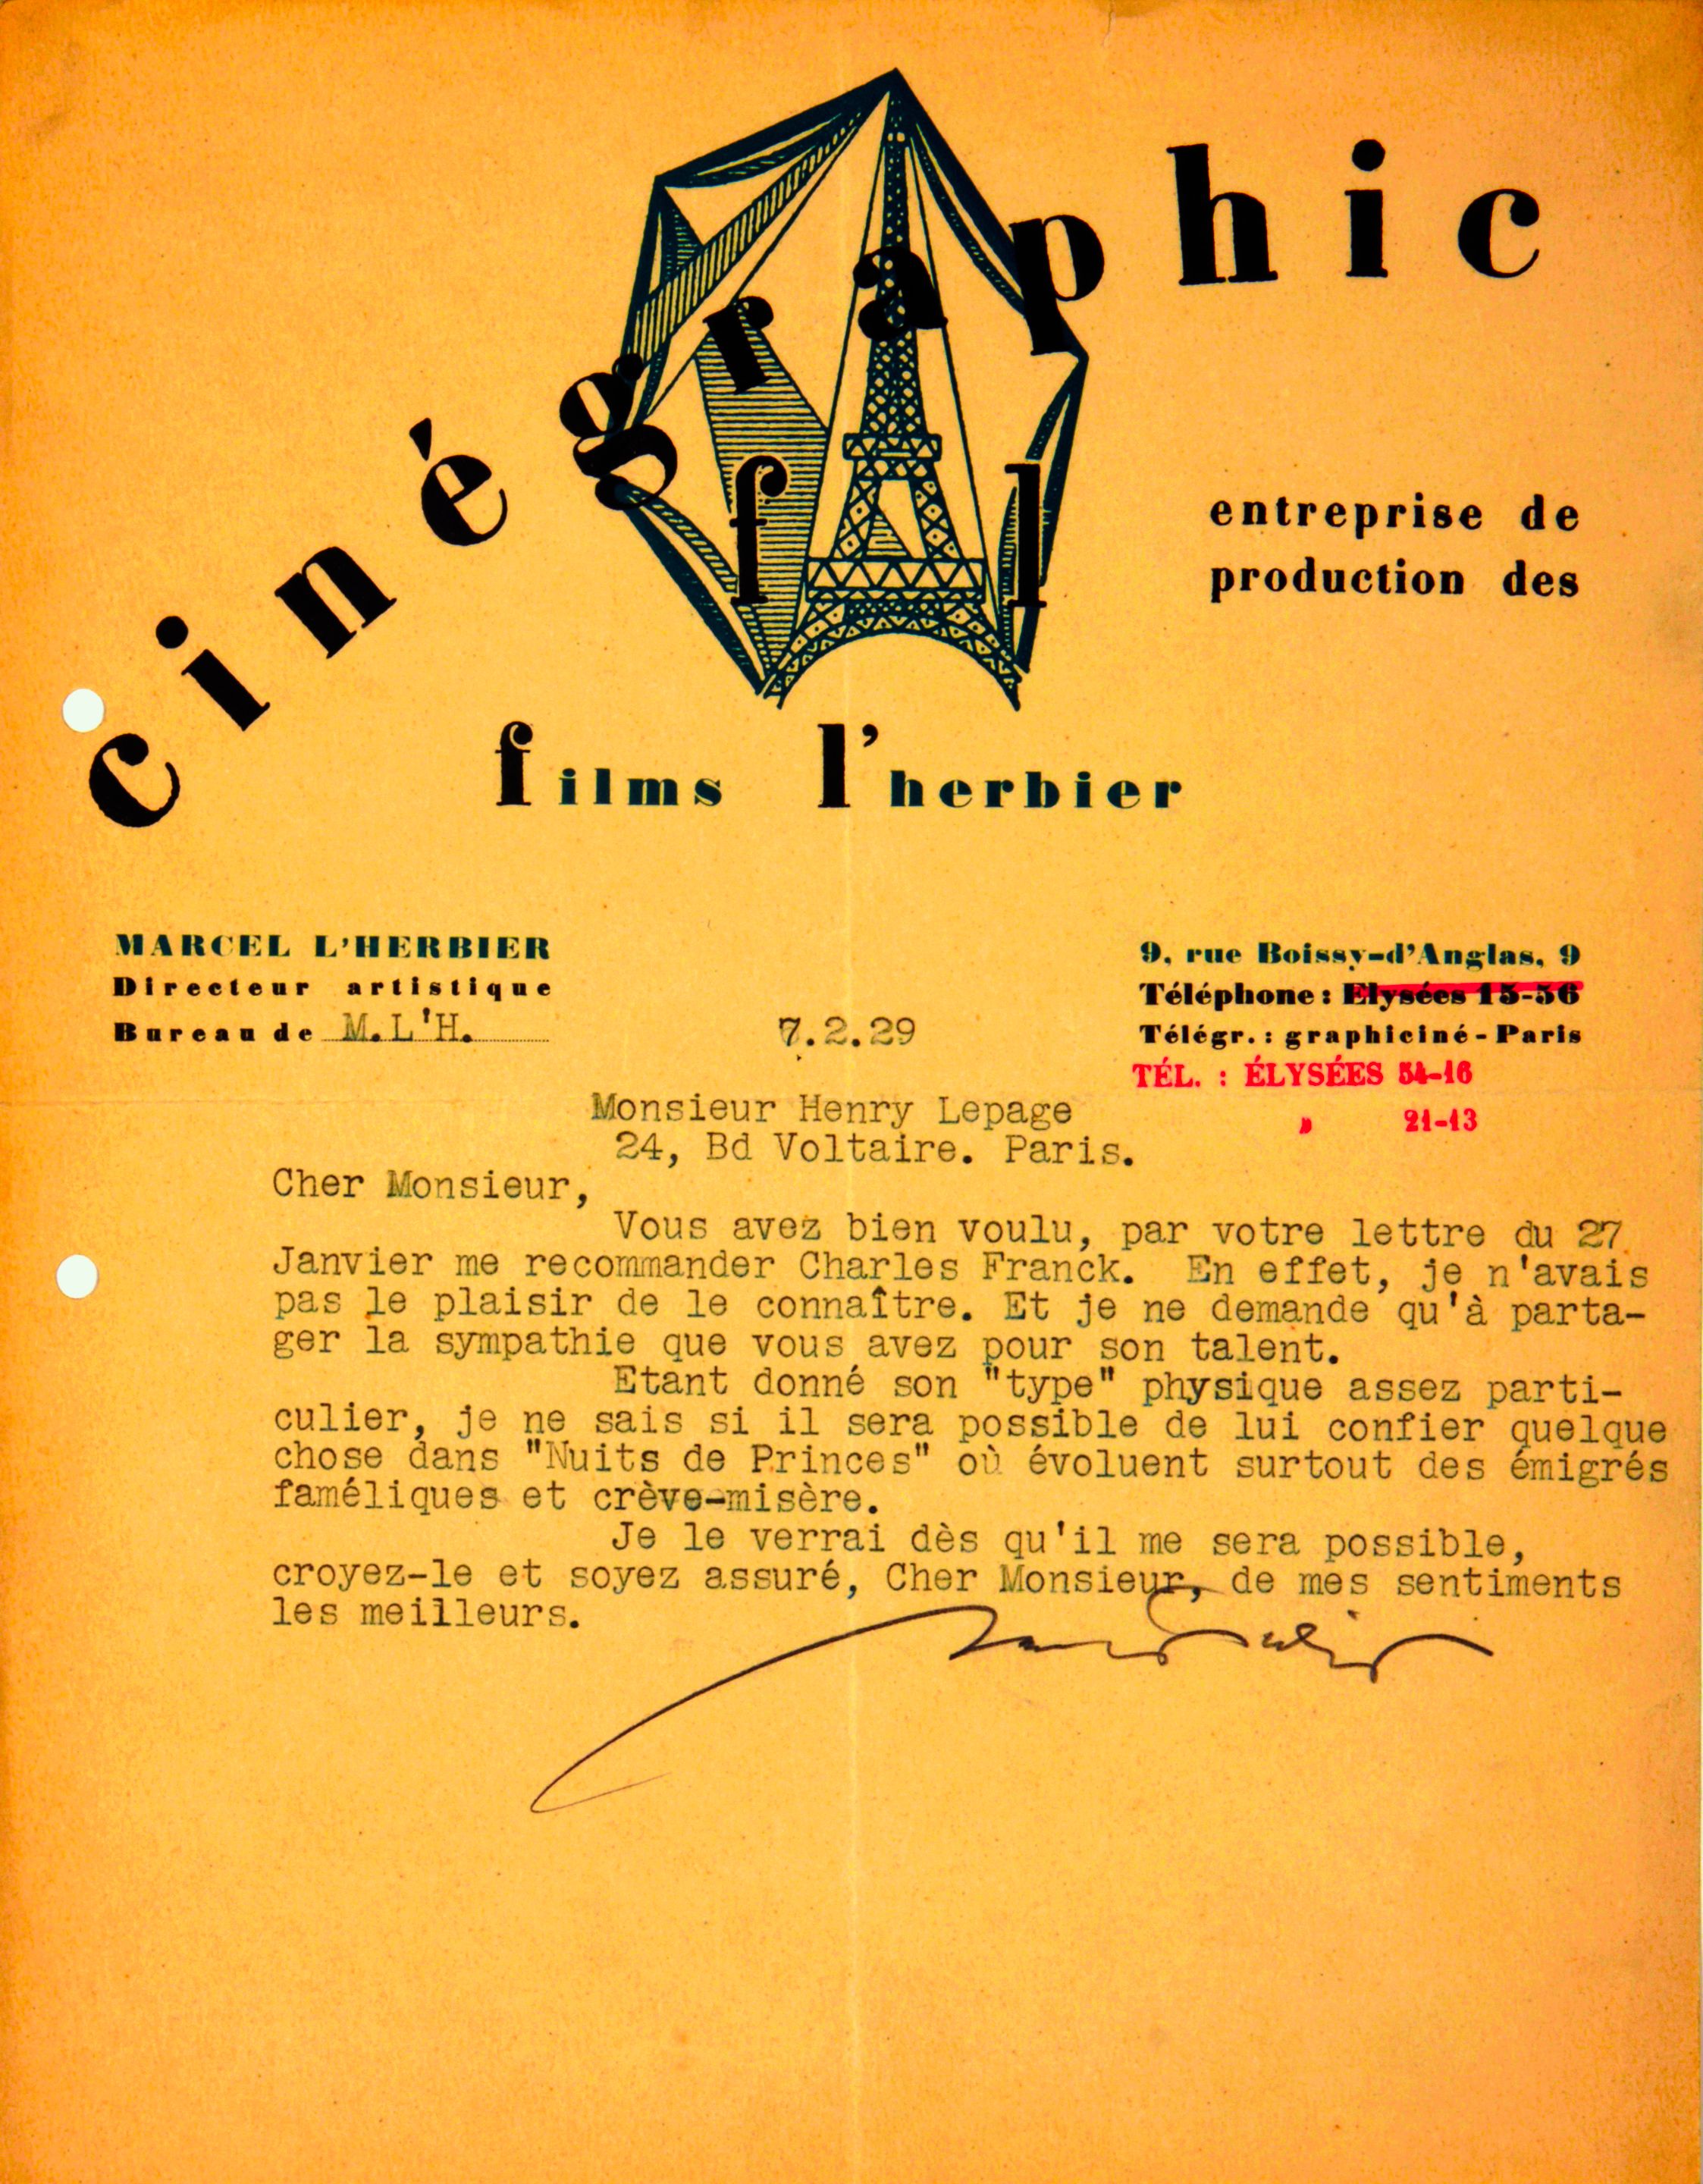 cinégraphic
f l
entreprise de
production des
films l'herbier
MARCEL L'HERBIER
Directeur artistique
Bureau de M.L'H.
9, rue Boissy-d'Anglas, 9
Téléphone : Elysées 15-56
Télégr. : graphiciné - Paris
TÉL. : ÉLYSÉES 54-16
" 21-13
7.2.29
Monsieur Henry Lepage
24, Bd Voltaire. Paris.
Cher Monsieur,
Vous avez bien voulu, par votre lettre du 27
Janvier me recommander Charles Franck. En effet, je n'avais
pas le plaisir de le connaître. Et je ne demande qu'à parta-
ger la sympathie que vous avez pour son talent.
Etant donné son "type" physique assez parti-
culier, je ne sais si il sera possible de lui confier quelque
chose dans "Nuits de Princes" où évoluent surtout des émigrés
faméliques et crève-misère.
Je le verrai dès qu'il me sera possible,
croyez-le et soyez assuré, Cher Monsieur, de mes sentiments
les meilleurs.